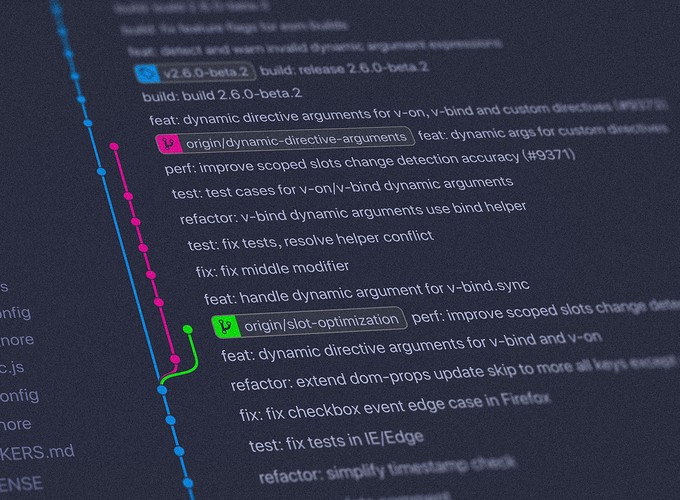 build: build 2.6.0-beta.3
build: fix feature flags for esm builds
feat: detect and warn invalid dynamic argument expressions
v2.6.0-beta.2 build: release 2.6.0-beta.2
build: build 2.6.0-beta.2
feat: dynamic directive arguments for v-on, v-bind and custom directives (#9373)
origin/dynamic-directive-arguments feat: dynamic args for custom directives
perf: improve scoped slots change detection accuracy (#9371)
test: test cases for v-on/v-bind dynamic arguments
refactor: v-bind dynamic arguments use bind helper
test: fix tests, resolve helper conflict
fix: fix middle modifier
feat: handle dynamic argument for v-bind.sync
origin/slot-optimization perf: improve scoped slots change dete
feat: dynamic directive arguments for v-bind and v-on
refactor: extend dom-props update skip to more all keys except
fix: fix checkbox event edge case in Firefox
test: fix tests in IE/Edge
refactor: simplify timestamp check
s
nfig
nore
c.js
onfig
nore
KERS.md
ENSE